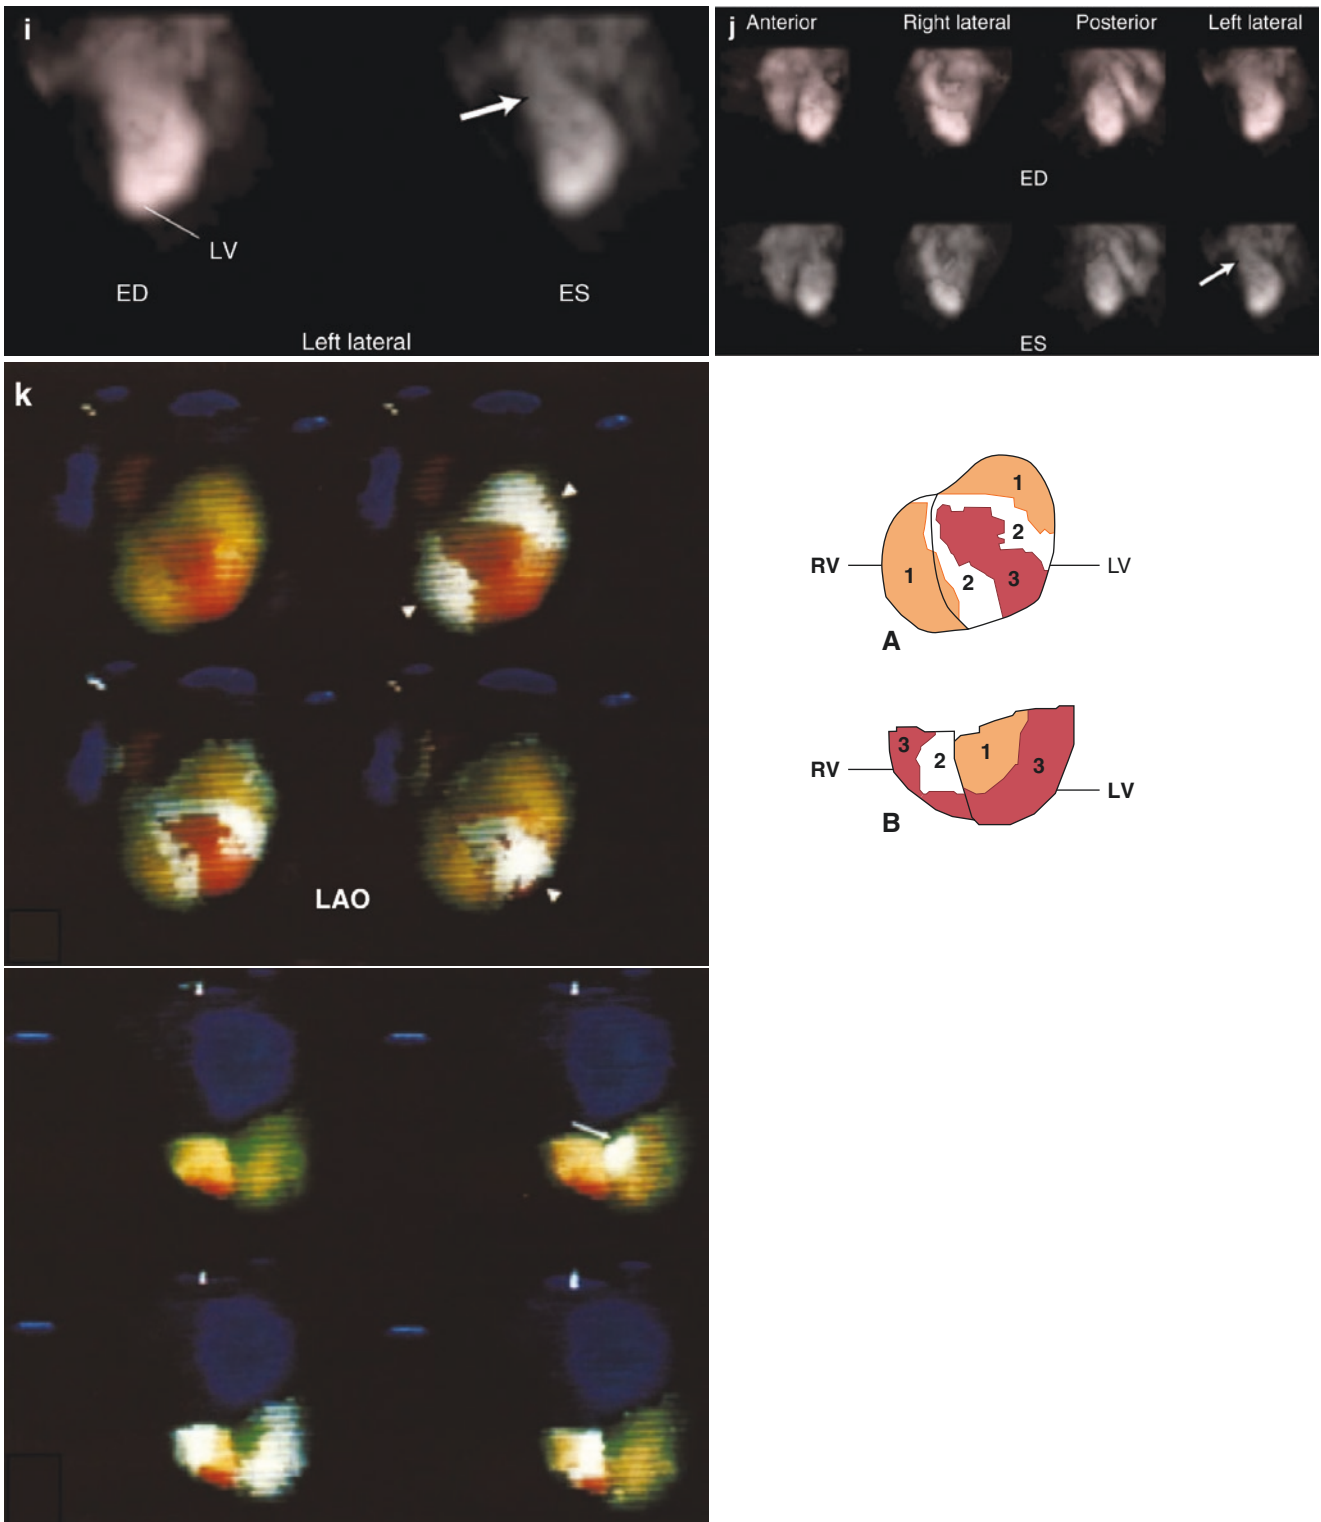 i
LV
ED
ES
Left lateral
j
Anterior
Right lateral
Posterior
Left lateral
ED
ES
k
LAO
1
2
RV
1
2
3
LV
A
3
2
1
3
RV
LV
B